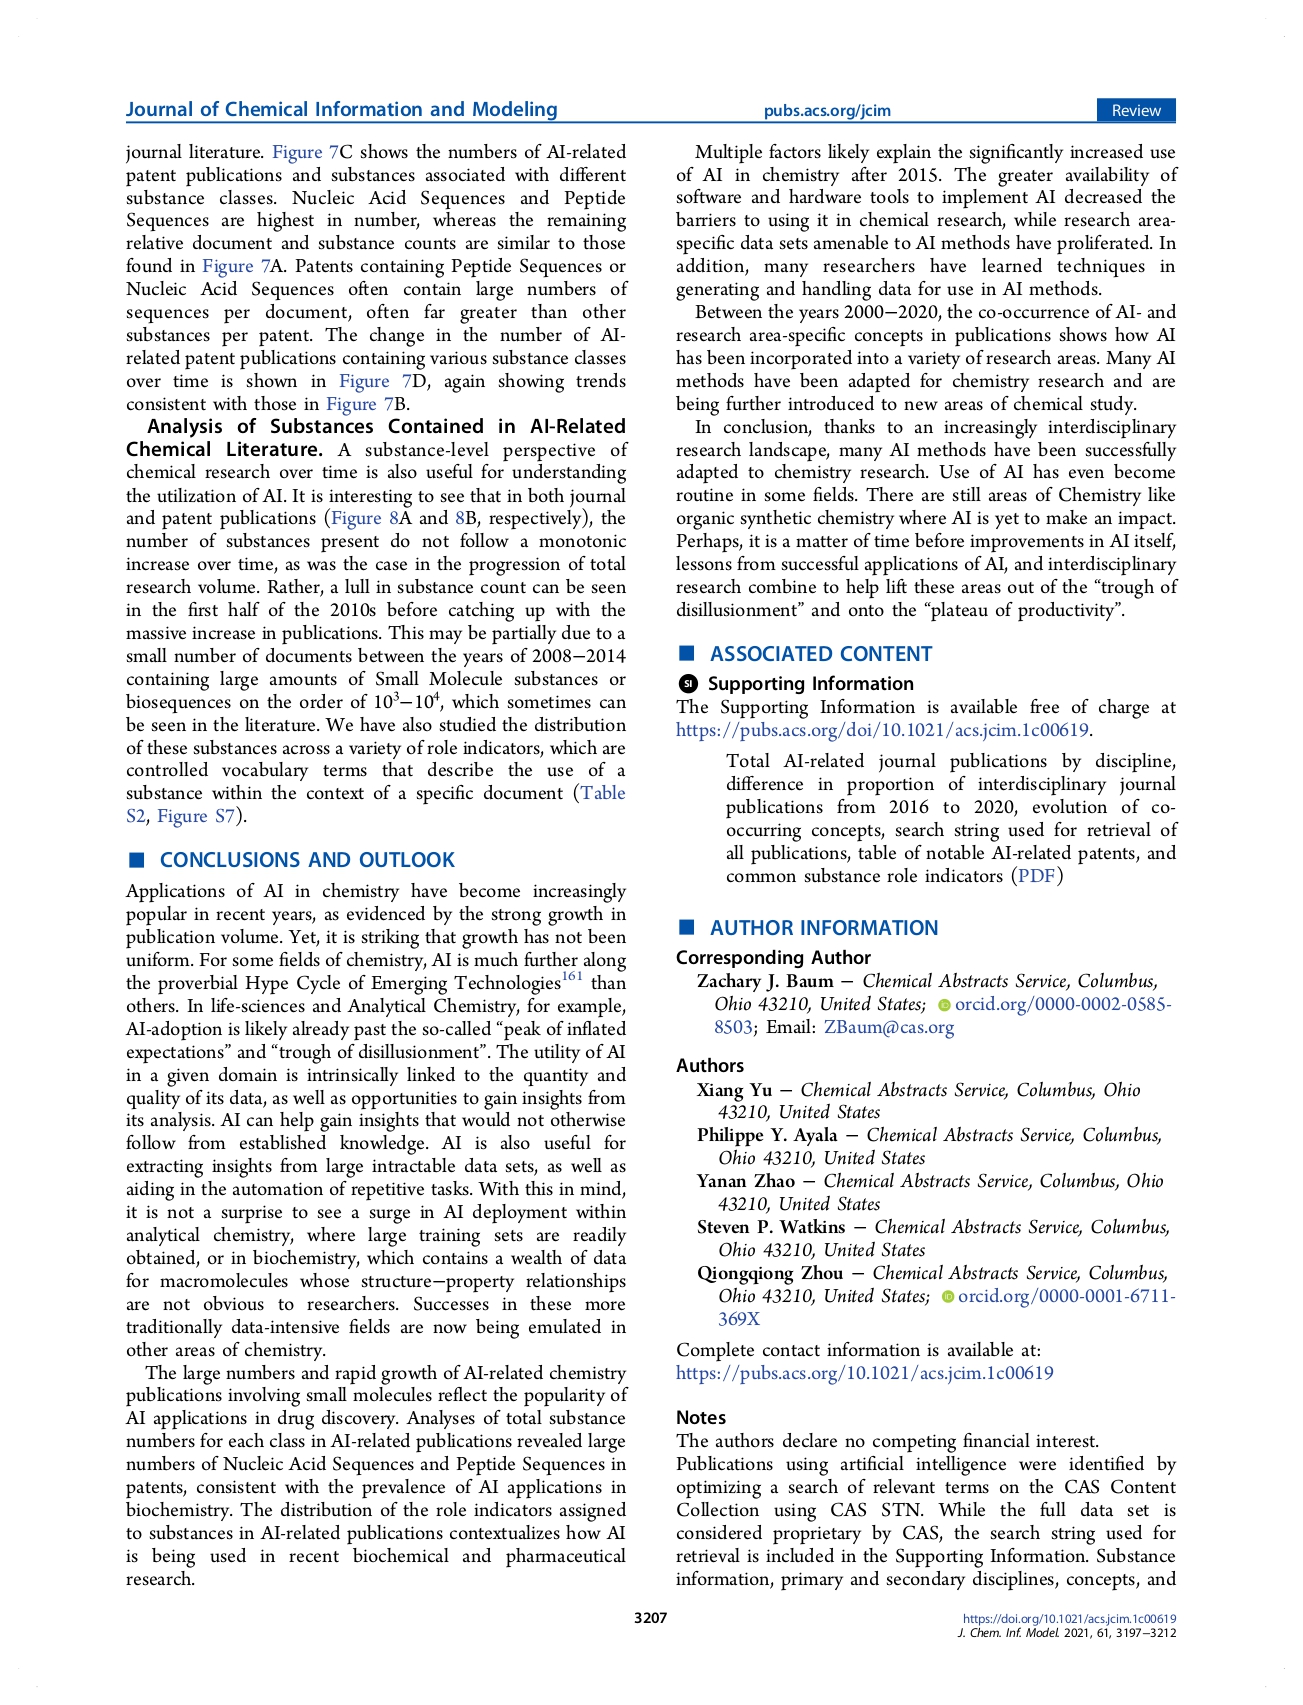 Journal of Chemical Information and Modeling
pubs.acs.org/jcim
Review
journal literature. Figure 7C shows the numbers of AI-related
patent publications and substances associated with different
substance classes. Nucleic Acid Sequences and Peptide
Sequences are highest in number, whereas the remaining
relative document and substance counts are similar to those
found in Figure 7A. Patents containing Peptide Sequences or
Nucleic Acid Sequences often contain large numbers of
sequences per document, often far greater than other
substances per patent. The change in the number of AI-
related patent publications containing various substance classes
over time is shown in Figure 7D, again showing trends
consistent with those in Figure 7B.
Analysis of Substances Contained in AI-Related
Chemical Literature. A substance-level perspective of
chemical research over time is also useful for understanding
the utilization of AI. It is interesting to see that in both journal
and patent publications (Figure 8A and 8B, respectively), the
number of substances present do not follow a monotonic
increase over time, as was the case in the progression of total
research volume. Rather, a lull in substance count can be seen
in the first half of the 2010s before catching up with the
massive increase in publications. This may be partially due to a
small number of documents between the years of 2008−2014
containing large amounts of Small Molecule substances or
biosequences on the order of 10³−10⁴, which sometimes can
be seen in the literature. We have also studied the distribution
of these substances across a variety of role indicators, which are
controlled vocabulary terms that describe the use of a
substance within the context of a specific document (Table
S2, Figure S7).
■ CONCLUSIONS AND OUTLOOK
Applications of AI in chemistry have become increasingly
popular in recent years, as evidenced by the strong growth in
publication volume. Yet, it is striking that growth has not been
uniform. For some fields of chemistry, AI is much further along
the proverbial Hype Cycle of Emerging Technologies¹⁶¹ than
others. In life-sciences and Analytical Chemistry, for example,
AI-adoption is likely already past the so-called “peak of inflated
expectations” and “trough of disillusionment”. The utility of AI
in a given domain is intrinsically linked to the quantity and
quality of its data, as well as opportunities to gain insights from
its analysis. AI can help gain insights that would not otherwise
follow from established knowledge. AI is also useful for
extracting insights from large intractable data sets, as well as
aiding in the automation of repetitive tasks. With this in mind,
it is not a surprise to see a surge in AI deployment within
analytical chemistry, where large training sets are readily
obtained, or in biochemistry, which contains a wealth of data
for macromolecules whose structure−property relationships
are not obvious to researchers. Successes in these more
traditionally data-intensive fields are now being emulated in
other areas of chemistry.
The large numbers and rapid growth of AI-related chemistry
publications involving small molecules reflect the popularity of
AI applications in drug discovery. Analyses of total substance
numbers for each class in AI-related publications revealed large
numbers of Nucleic Acid Sequences and Peptide Sequences in
patents, consistent with the prevalence of AI applications in
biochemistry. The distribution of the role indicators assigned
to substances in AI-related publications contextualizes how AI
is being used in recent biochemical and pharmaceutical
research.
Multiple factors likely explain the significantly increased use
of AI in chemistry after 2015. The greater availability of
software and hardware tools to implement AI decreased the
barriers to using it in chemical research, while research area-
specific data sets amenable to AI methods have proliferated. In
addition, many researchers have learned techniques in
generating and handling data for use in AI methods.
Between the years 2000−2020, the co-occurrence of AI- and
research area-specific concepts in publications shows how AI
has been incorporated into a variety of research areas. Many AI
methods have been adapted for chemistry research and are
being further introduced to new areas of chemical study.
In conclusion, thanks to an increasingly interdisciplinary
research landscape, many AI methods have been successfully
adapted to chemistry research. Use of AI has even become
routine in some fields. There are still areas of Chemistry like
organic synthetic chemistry where AI is yet to make an impact.
Perhaps, it is a matter of time before improvements in AI itself,
lessons from successful applications of AI, and interdisciplinary
research combine to help lift these areas out of the “trough of
disillusionment” and onto the “plateau of productivity”.
■ ASSOCIATED CONTENT
SI Supporting Information
The Supporting Information is available free of charge at
https://pubs.acs.org/doi/10.1021/acs.jcim.1c00619.
Total AI-related journal publications by discipline,
difference in proportion of interdisciplinary journal
publications from 2016 to 2020, evolution of co-
occurring concepts, search string used for retrieval of
all publications, table of notable AI-related patents, and
common substance role indicators (PDF)
■ AUTHOR INFORMATION
Corresponding Author
Zachary J. Baum − Chemical Abstracts Service, Columbus,
Ohio 43210, United States; iD orcid.org/0000-0002-0585-
8503; Email: ZBaum@cas.org
Authors
Xiang Yu − Chemical Abstracts Service, Columbus, Ohio
43210, United States
Philippe Y. Ayala − Chemical Abstracts Service, Columbus,
Ohio 43210, United States
Yanan Zhao − Chemical Abstracts Service, Columbus, Ohio
43210, United States
Steven P. Watkins − Chemical Abstracts Service, Columbus,
Ohio 43210, United States
Qiongqiong Zhou − Chemical Abstracts Service, Columbus,
Ohio 43210, United States; iD orcid.org/0000-0001-6711-
369X
Complete contact information is available at:
https://pubs.acs.org/10.1021/acs.jcim.1c00619
Notes
The authors declare no competing financial interest.
Publications using artificial intelligence were identified by
optimizing a search of relevant terms on the CAS Content
Collection using CAS STN. While the full data set is
considered proprietary by CAS, the search string used for
retrieval is included in the Supporting Information. Substance
information, primary and secondary disciplines, concepts, and
3207
https://doi.org/10.1021/acs.jcim.1c00619
J. Chem. Inf. Model. 2021, 61, 3197−3212